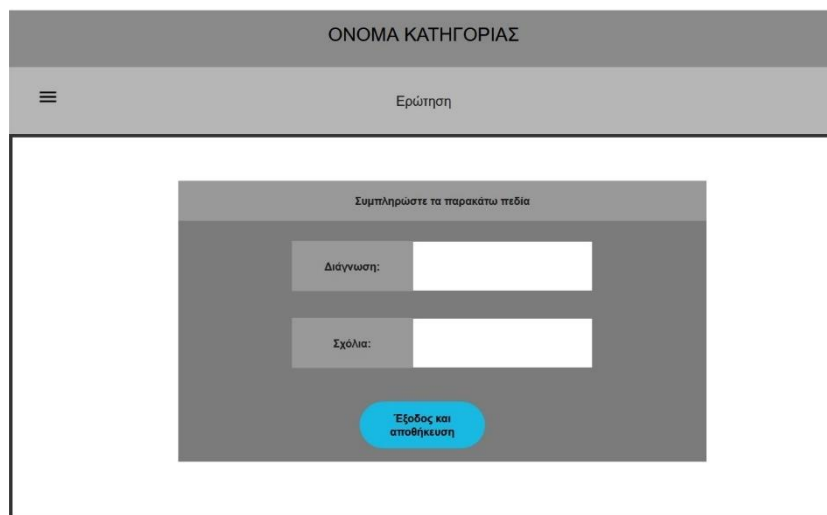 ΟΝΟΜΑ ΚΑΤΗΓΟΡΙΑΣ
Ερώτηση
Συμπληρώστε τα παρακάτω πεδία
Διάγνωση:
Σχόλια:
Έξοδος και
αποθήκευση